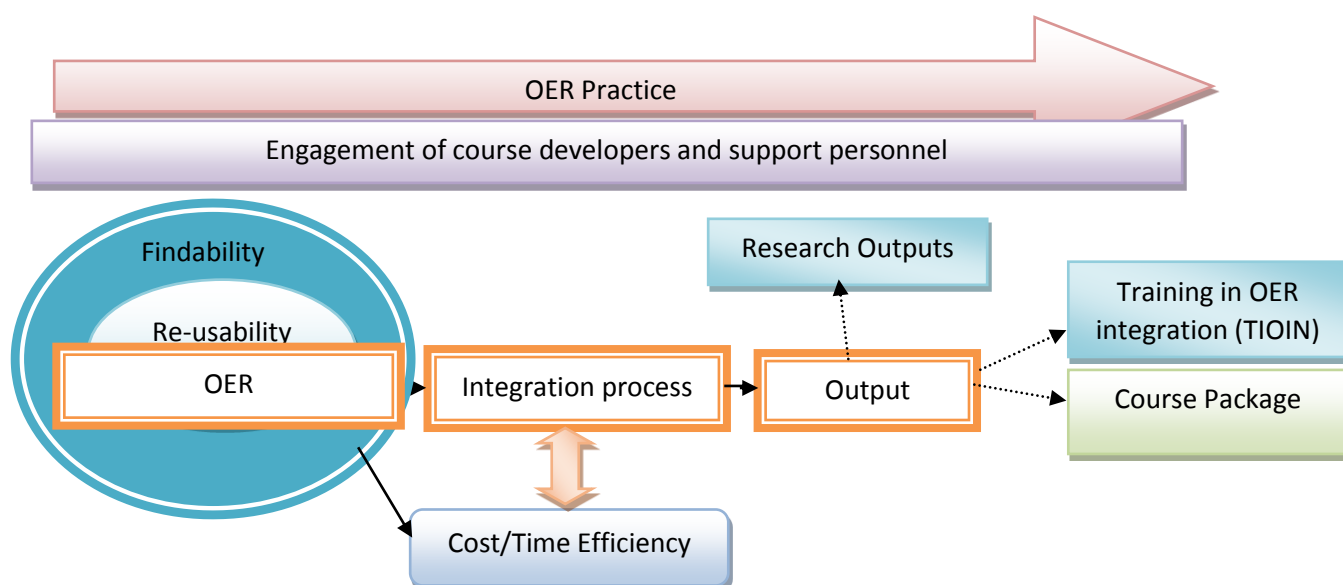 OER Practice
Engagement of course developers and support personnel
Findability
Re-usability
OER
Integration process
Output
Research Outputs
Training in OER
integration (TIOIN)
Course Package
Cost/Time Efficiency